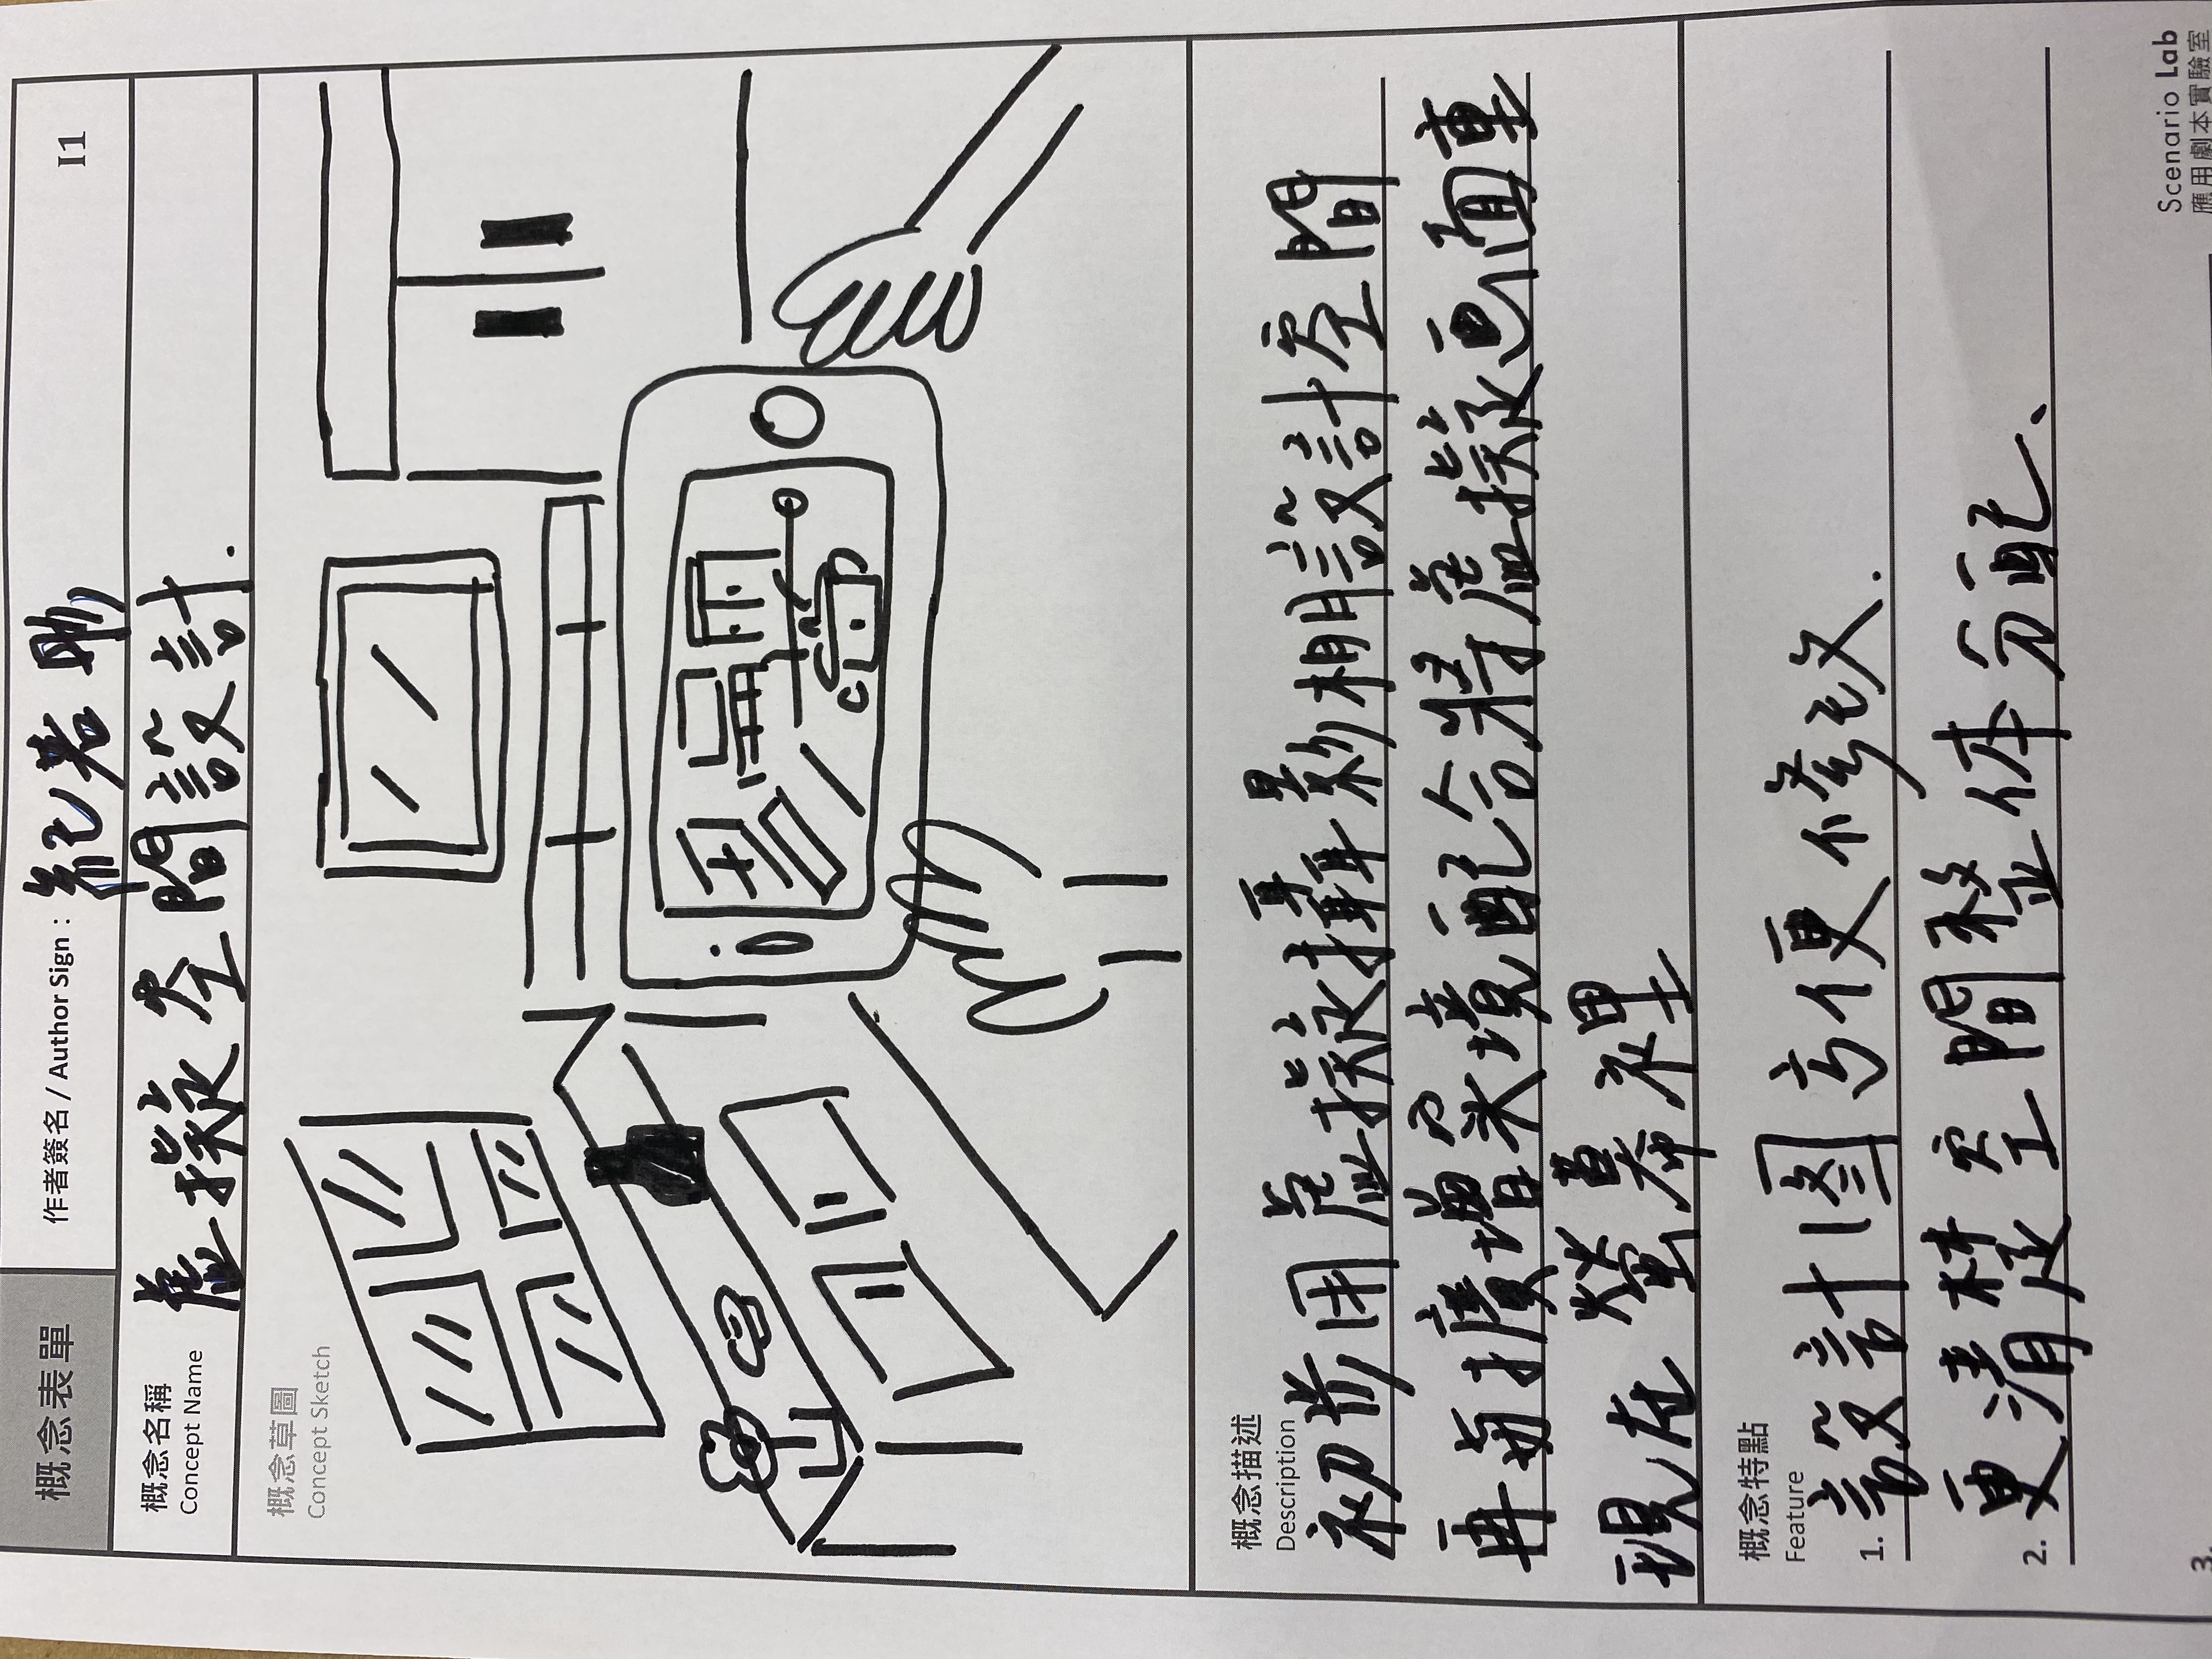 概念表單
作者簽名 / Author Sign：紀若彤
I1
概念名稱
Concept Name
虛擬空間設計.
概念草圖
Concept Sketch
概念描述
Description
初步用虛擬攝影棚設計空間
再与擴增实境配合將虛擬画面重
現在螢幕裡
概念特點
Feature
1. 設計图方便修改.
2. 更清楚空間整体分配、
3.
Scenario Lab
應用劇本實驗室